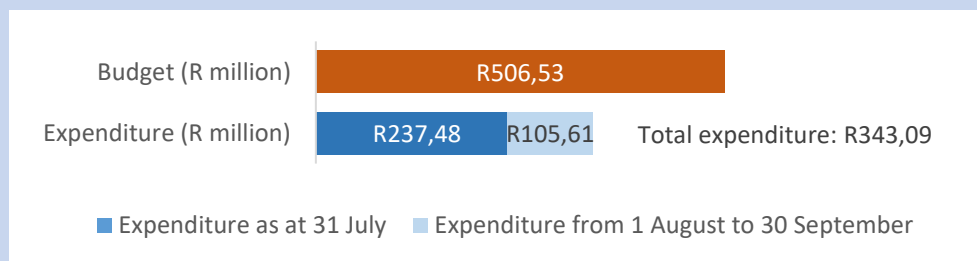 Budget (R million) R506,53
Expenditure (R million) R237,48 R105,61 Total expenditure: R343,09
Expenditure as at 31 July Expenditure from 1 August to 30 September